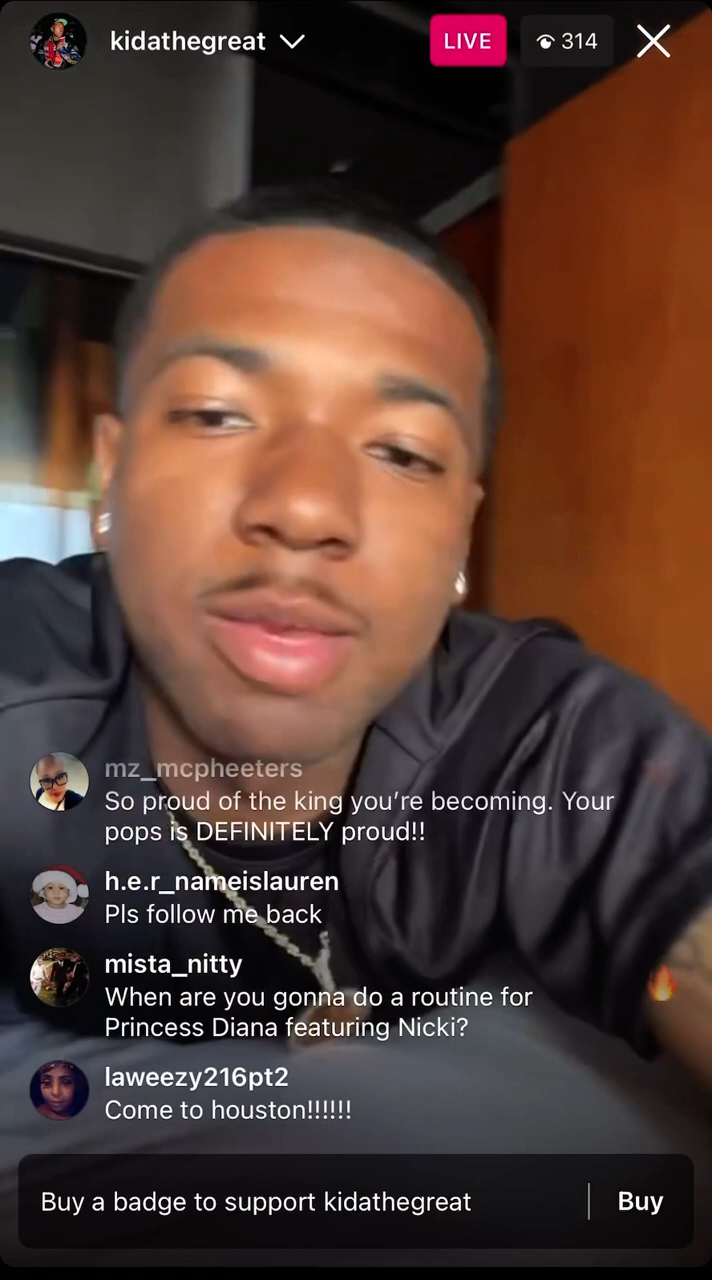 kidathegreat
LIVE
314
mz_mcpheeters
So proud of the king you’re becoming. Your
pops is DEFINITELY proud!!
h.e.r_nameislauren
Pls follow me back
mista_nitty
When are you gonna do a routine for
Princess Diana featuring Nicki?
laweezy216pt2
Come to houston!!!!!!
Buy a badge to support kidathegreat
Buy